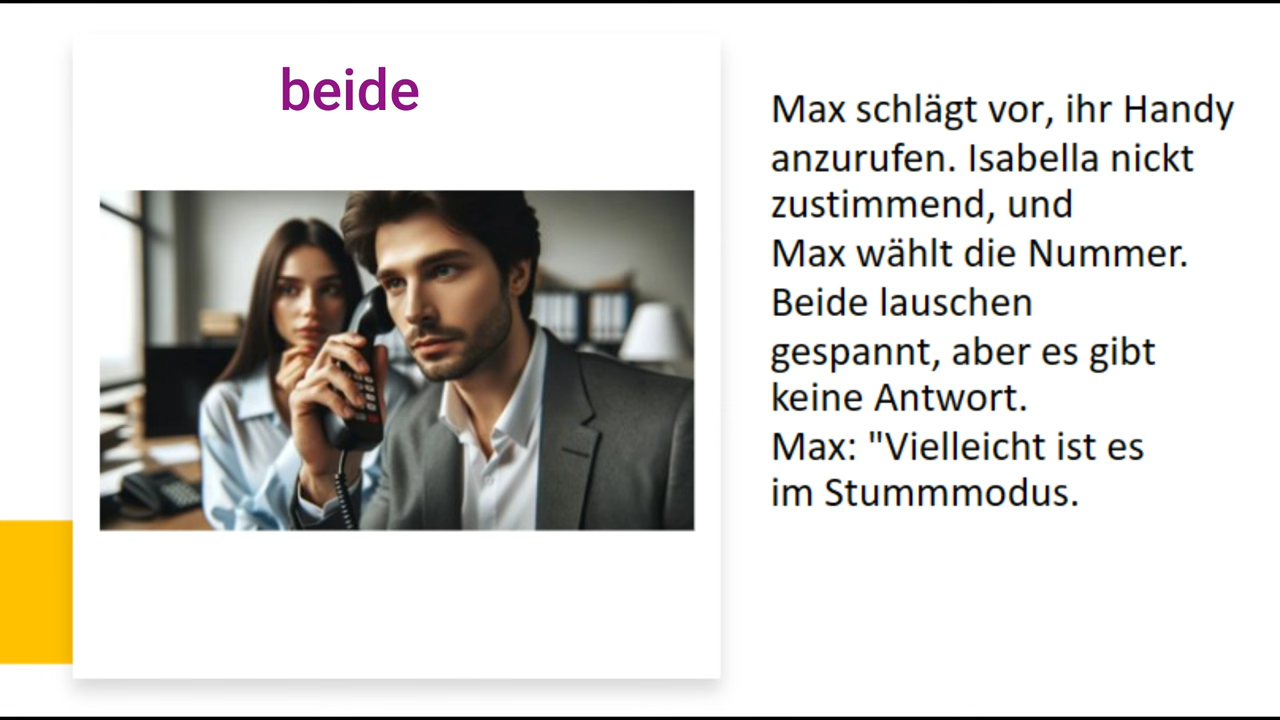 beide
Max schlägt vor, ihr Handy
anzurufen. Isabella nickt
zustimmend, und
Max wählt die Nummer.
Beide lauschen
gespannt, aber es gibt
keine Antwort.
Max: "Vielleicht ist es
im Stummmodus.